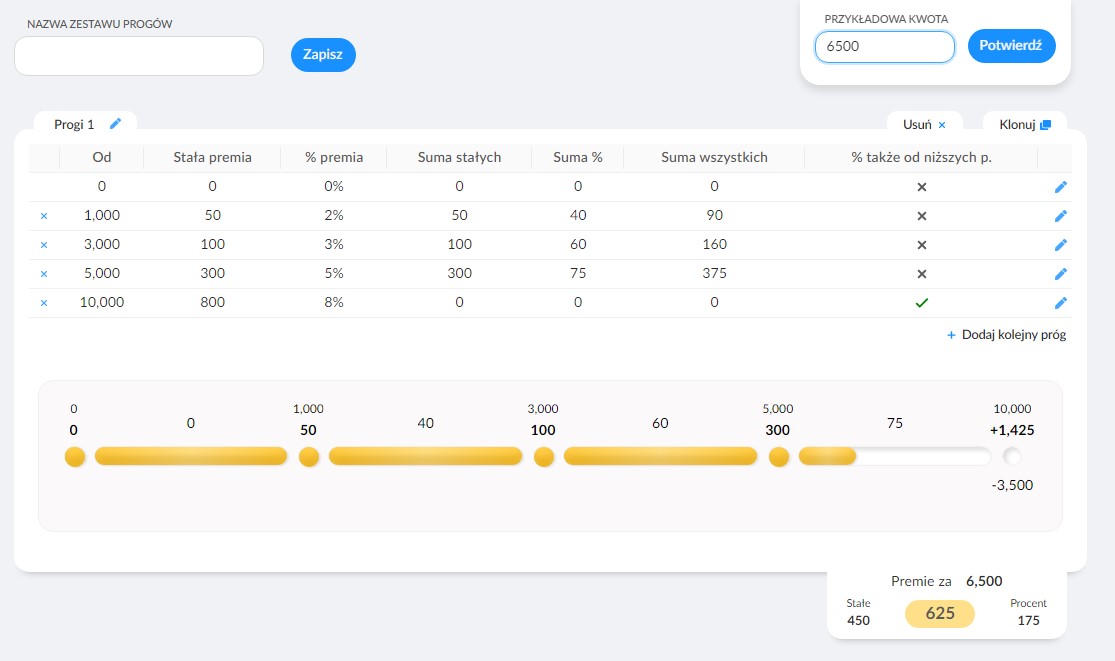 NAZWA ZESTAWU PROGÓW
Zapisz
PRZYKŁADOWA KWOTA
6500
Potwierdź
Progi 1
Usuń ×
Klonuj
Od Stała premia % premia Suma stałych Suma % Suma wszystkich % także od niższych p.
0 0 0% 0 0 0
1,000 50 2% 50 40 90
3,000 100 3% 100 60 160
5,000 300 5% 300 75 375
10,000 800 8% 0 0 0
+ Dodaj kolejny próg
0 1,000 3,000 5,000 10,000
0 40 60 75
0 50 100 300 +1,425
-3,500
Premie za 6,500
Stałe 625 Procent
450 175